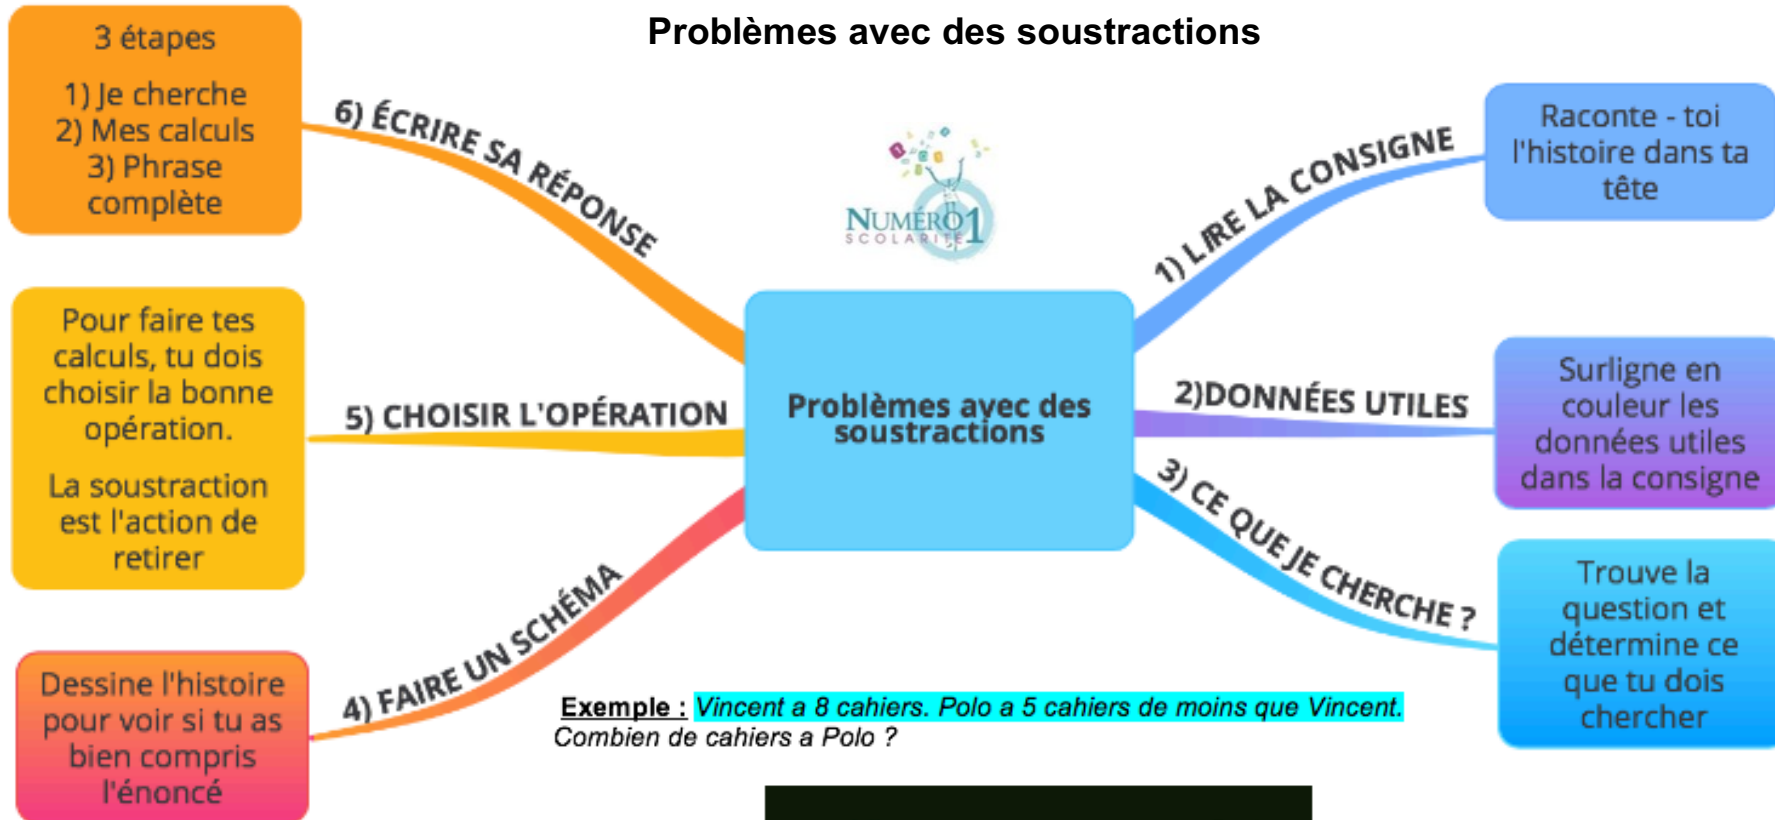 Problèmes avec des soustractions
3 étapes
1) Je cherche
2) Mes calculs
3) Phrase
complète
6) ÉCRIRE SA RÉPONSE
NUMÉRO 1
SCOLARITÉ
1) LIRE LA CONSIGNE
Raconte - toi
l'histoire dans ta
tête
Pour faire tes
calculs, tu dois
choisir la bonne
opération.
La soustraction
est l'action de
retirer
5) CHOISIR L'OPÉRATION
Problèmes avec des
soustractions
2)DONNÉES UTILES
Surligne en
couleur les
données utiles
dans la consigne
3) CE QUE JE CHERCHE ?
Trouve la
question et
détermine ce
que tu dois
chercher
4) FAIRE UN SCHÉMA
Dessine l'histoire
pour voir si tu as
bien compris
l'énoncé
Exemple : Vincent a 8 cahiers. Polo a 5 cahiers de moins que Vincent.
Combien de cahiers a Polo ?